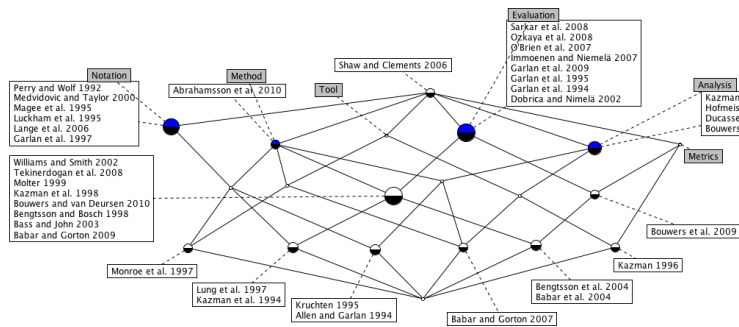 Evaluation
Sarkar et al. 2008
Ozkaya et al. 2008
O'Brien et al. 2007
Immoenen and Niemelä 2007
Garlan et al. 2009
Garlan et al. 1995
Garlan et al. 1994
Dobrica and Nimelä 2002
Shaw and Clements 2006
Notation
Perry and Wolf 1992
Medvidovic and Taylor 2000
Magee et al. 1995
Luckham et al. 1995
Lange et al. 2006
Garlan et al. 1997
Method
Abrahamsson et al. 2010
Tool
Analysis
Kazman
Hofmeis
Ducasse
Bouwers
Metrics
Williams and Smith 2002
Tekinerdogan et al. 2008
Molter 1999
Kazman et al. 1998
Bouwers and van Deursen 2010
Bengtsson and Bosch 1998
Bass and John 2003
Babar and Gorton 2009
Bouwers et al. 2009
Monroe et al. 1997
Lung et al. 1997
Kazman et al. 1994
Kruchten 1995
Allen and Garlan 1994
Babar and Gorton 2007
Bengtsson et al. 2004
Babar et al. 2004
Kazman 1996